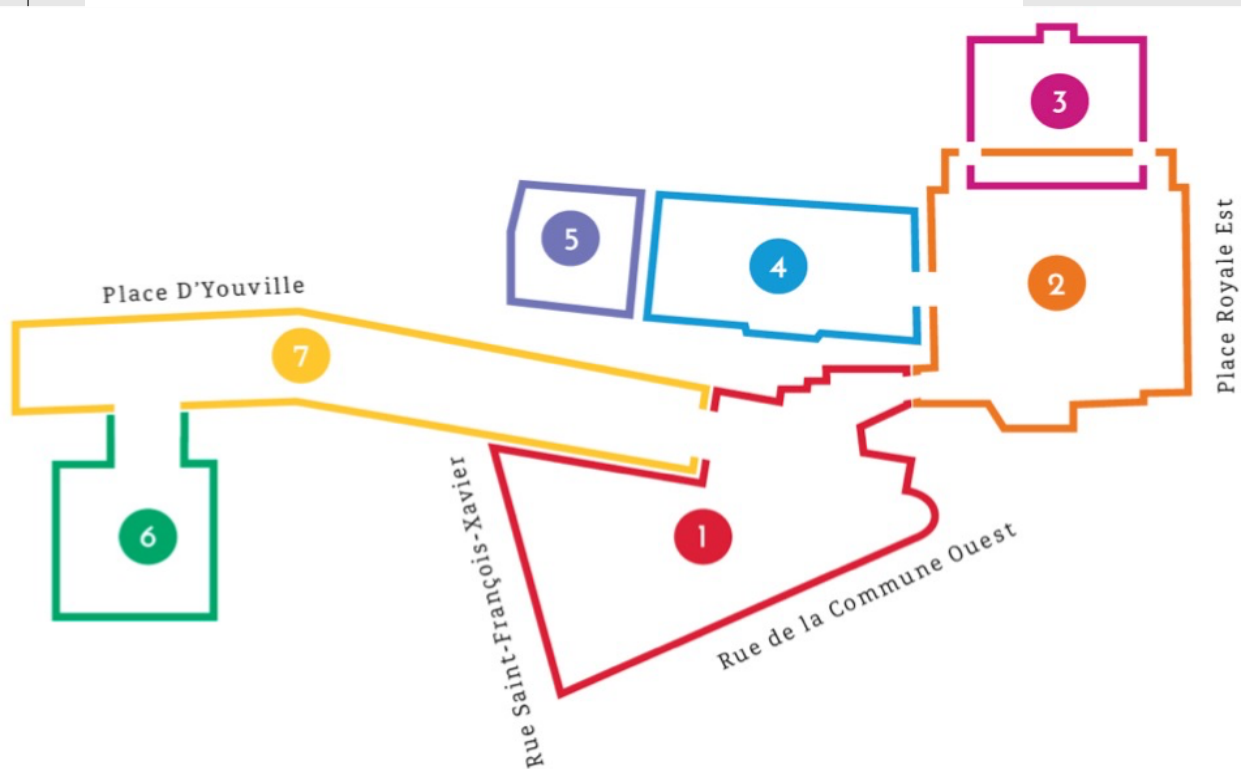 3
5
4
2
Place Royale Est
Place D'Youville
7
6
1
Rue Saint-François-Xavier
Rue de la Commune Ouest